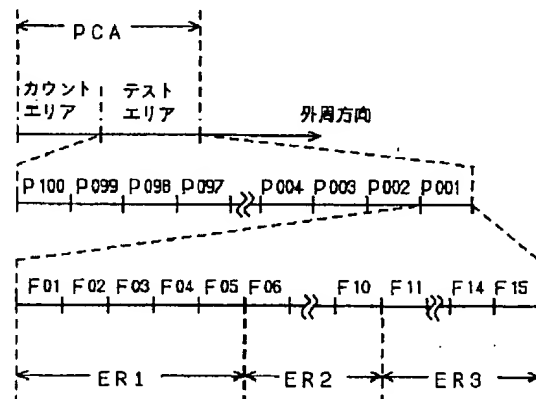 PCA
カウント
エリア
テスト
エリア
外周方向
P100 P099 P098 P097 P004 P003 P002 P001
F01 F02 F03 F04 F05 F06 F10 F11 F14 F15
ER1 ER2 ER3